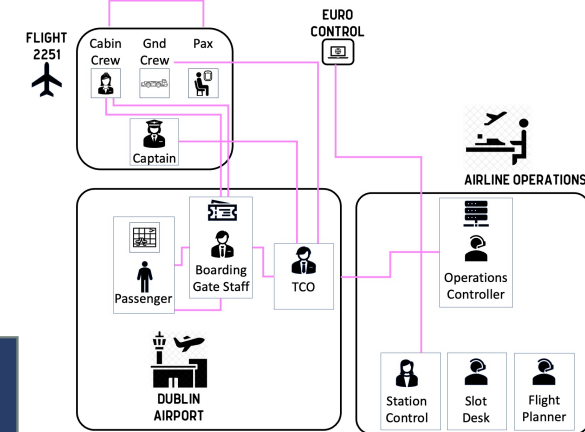 FLIGHT
2251
Cabin
Crew
Gnd
Crew
Pax
Captain
EURO
CONTROL
AIRLINE OPERATIONS
Passenger
Boarding
Gate Staff
TCO
Operations
Controller
DUBLIN
AIRPORT
Station
Control
Slot
Desk
Flight
Planner